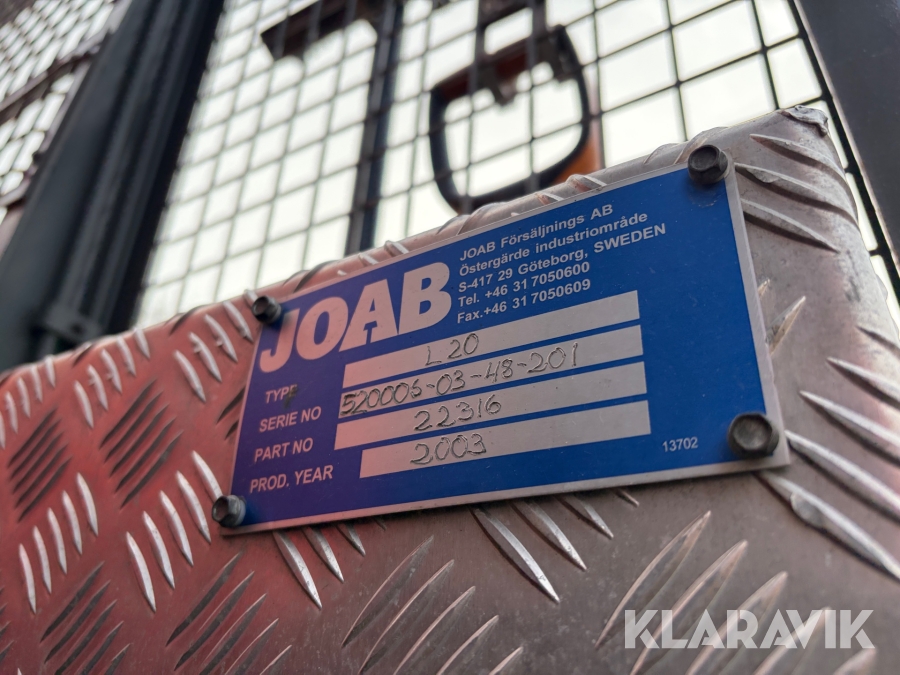 JOAB
JOAB Försäljnings AB
Östergärde industriområde
S-417 29 Göteborg, SWEDEN
Tel. +46 31 7050600
Fax.+46 31 7050609
TYPE L20
SERIE NO 520006-03-48-201
PART NO 22316
PROD. YEAR 2003
13702
KLARAVIK